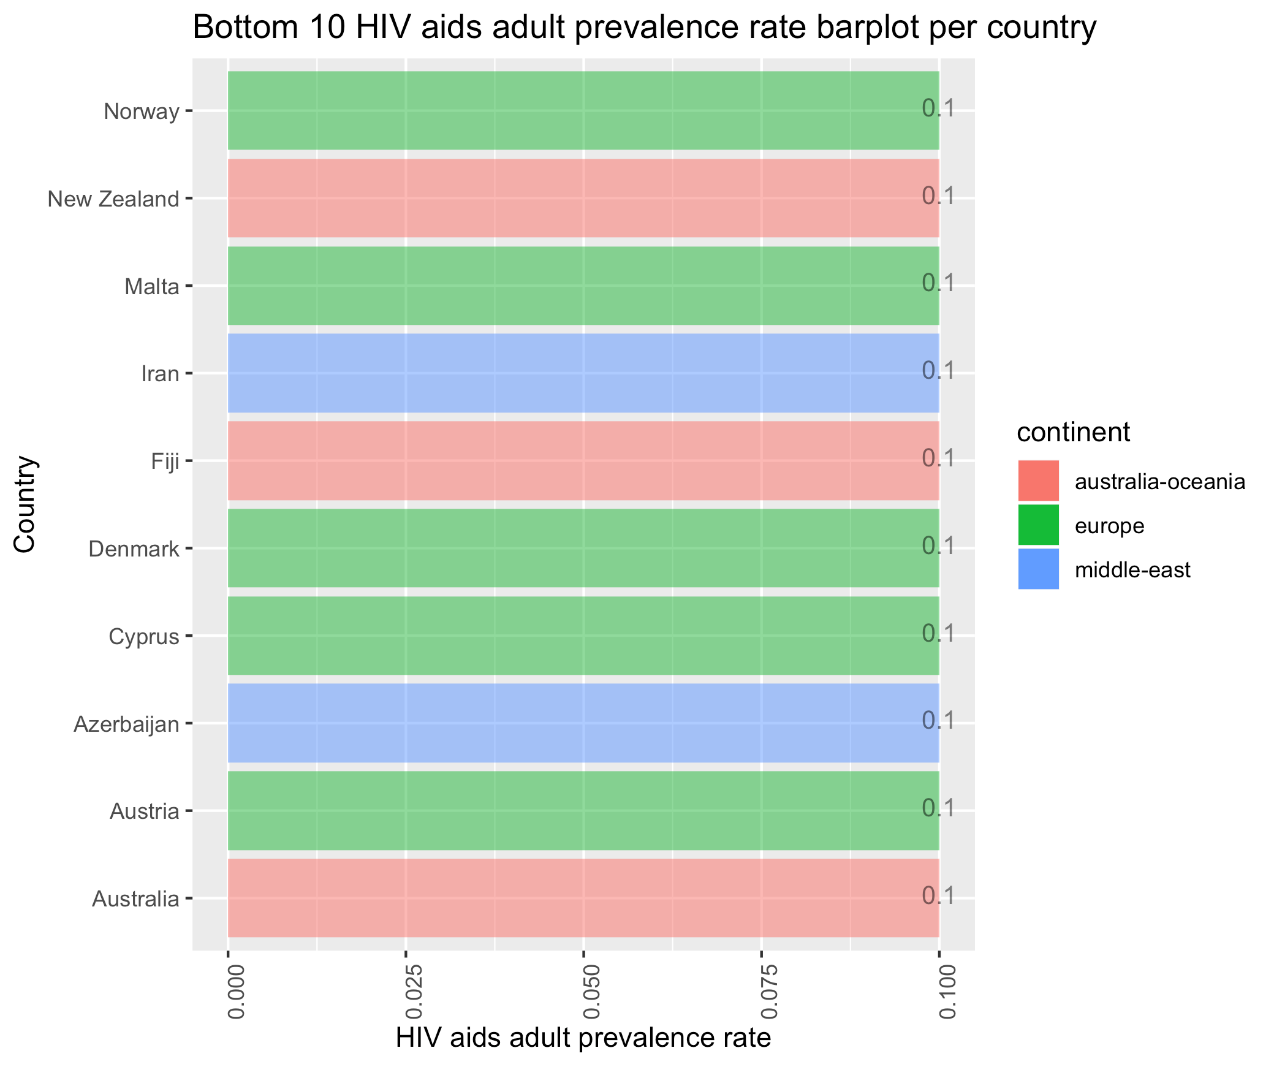 Bottom 10 HIV aids adult prevalence rate barplot per country
Norway
0.1
New Zealand
0.1
Malta
0.1
Iran
0.1
Fiji
0.1
Denmark
0.1
Cyprus
0.1
Azerbaijan
0.1
Austria
0.1
Australia
0.1
Country
0.000
0.025
0.050
0.075
0.100
HIV aids adult prevalence rate
continent
australia-oceania
europe
middle-east